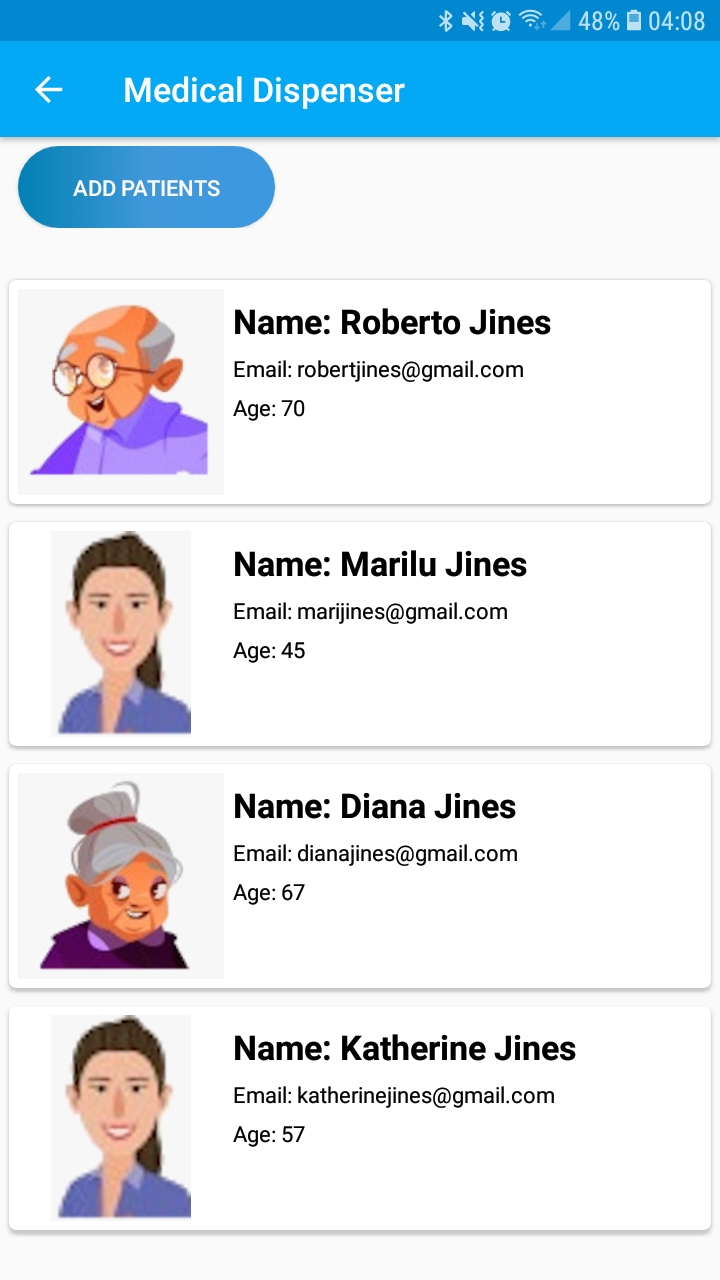 48% 04:08
Medical Dispenser
ADD PATIENTS
Name: Roberto Jines
Email: robertjines@gmail.com
Age: 70
Name: Marilu Jines
Email: marijines@gmail.com
Age: 45
Name: Diana Jines
Email: dianajines@gmail.com
Age: 67
Name: Katherine Jines
Email: katherinejines@gmail.com
Age: 57